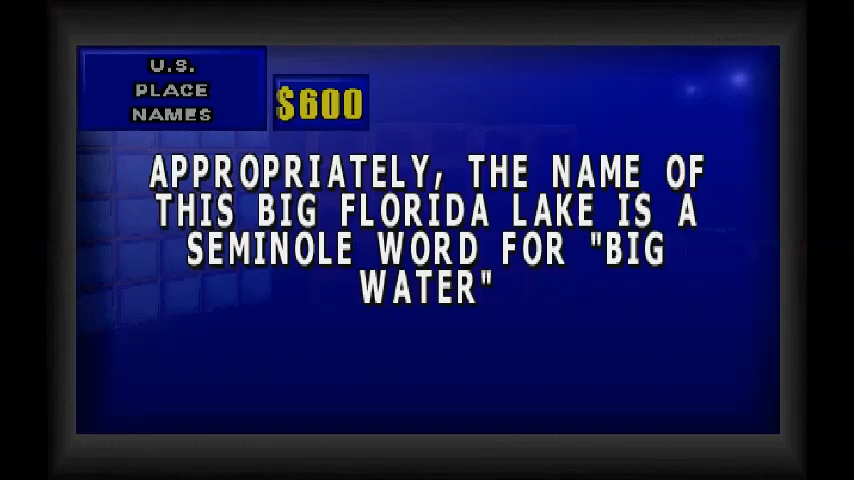 U.S.
PLACE
NAMES
$600
APPROPRIATELY, THE NAME OF
THIS BIG FLORIDA LAKE IS A
SEMINOLE WORD FOR "BIG
WATER"